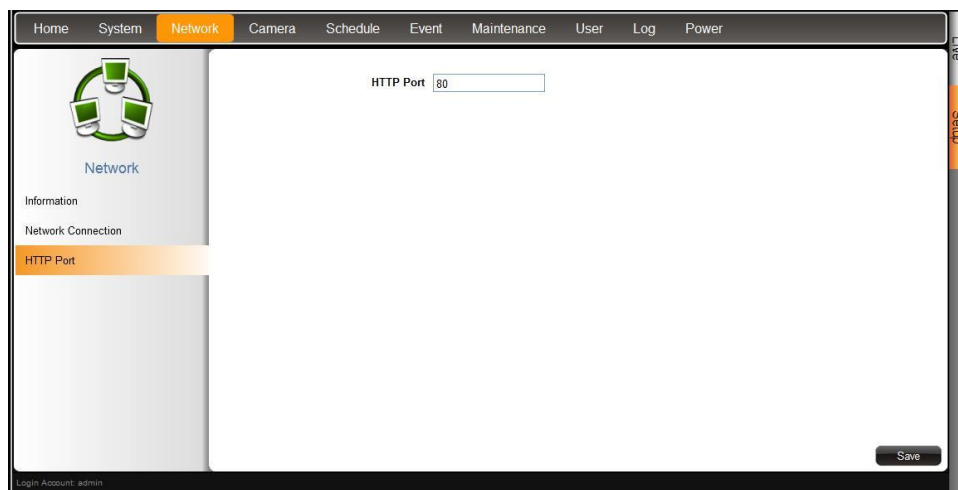 Home System Network Camera Schedule Event Maintenance User Log Power
Live
Setup
Network
Information
Network Connection
HTTP Port
HTTP Port 80
Save
Login Account: admin